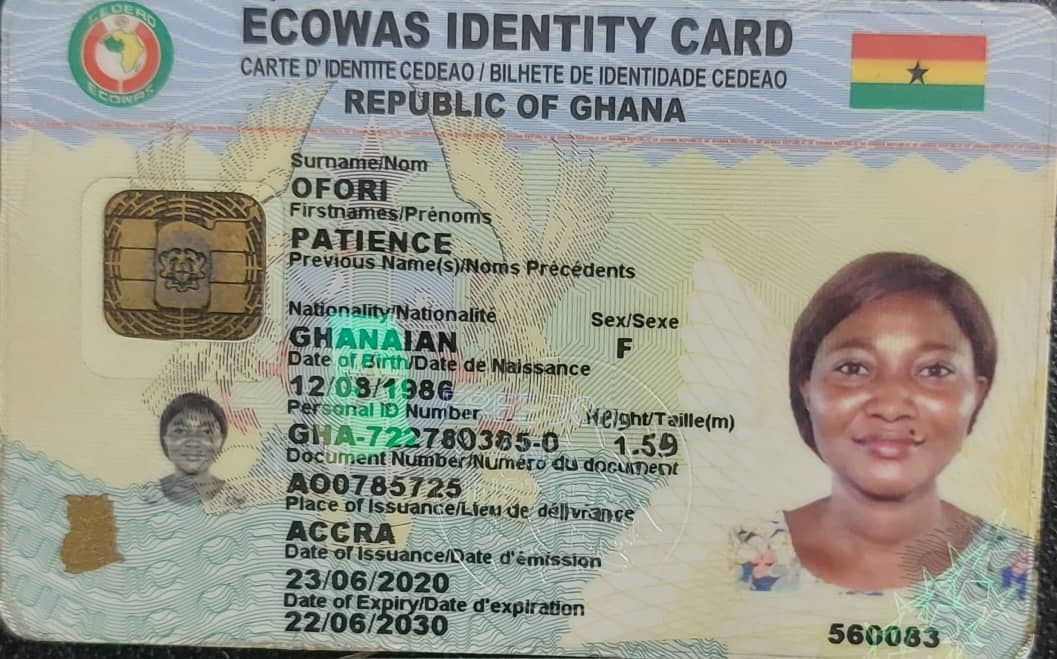 CEDEAO
ECOWAS
ECOWAS IDENTITY CARD
CARTE D' IDENTITE CEDEAO / BILHETE DE IDENTIDADE CEDEAO
REPUBLIC OF GHANA
Surname/Nom
OFORI
Firstnames/Prénoms
PATIENCE
Previous Name(s)/Noms Précédents
Nationality/Nationalité
Sex/Sexe
GHANAIAN
F
Date of Birth/Date de Naissance
12/08/1986
Personal ID Number
Height/Taille(m)
GHA-722780385-0
1.59
Document Number/Numéro du document
AO0785725
Place of Issuance/Lieu de délivrance
ACCRA
Date of Issuance/Date d'émission
23/06/2020
Date of Expiry/Date d'expiration
22/06/2030
560083